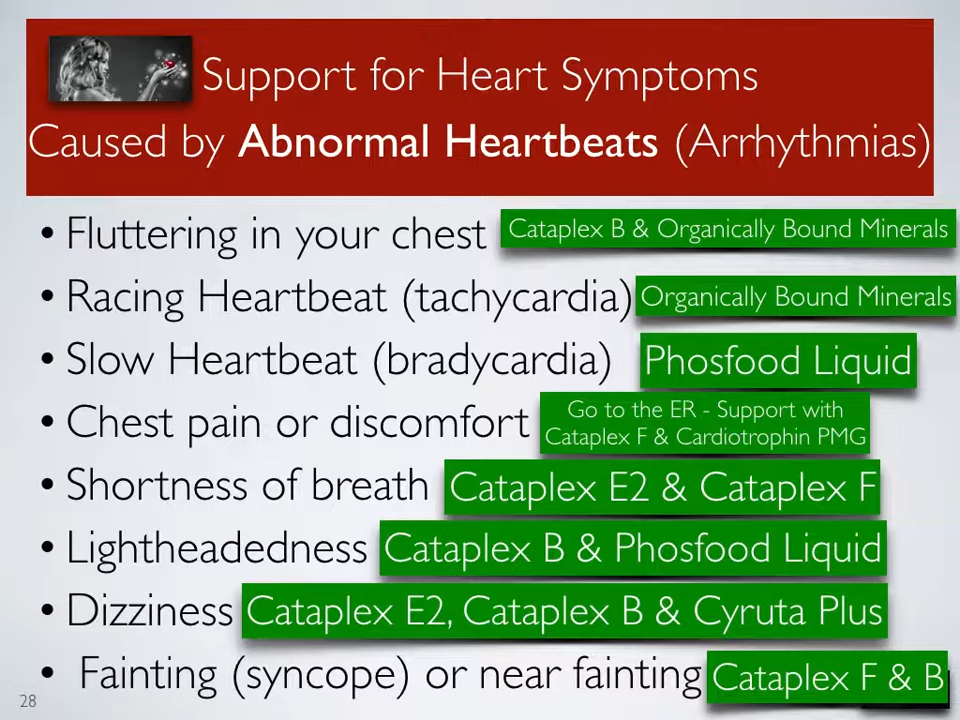 Support for Heart Symptoms
Caused by Abnormal Heartbeats (Arrhythmias)
• Fluttering in your chest Cataplex B & Organically Bound Minerals
• Racing Heartbeat (tachycardia) Organically Bound Minerals
• Slow Heartbeat (bradycardia) Phosfood Liquid
• Chest pain or discomfort Go to the ER - Support with
Cataplex F & Cardiotrophin PMG
• Shortness of breath Cataplex E2 & Cataplex F
• Lightheadedness Cataplex B & Phosfood Liquid
• Dizziness Cataplex E2, Cataplex B & Cyruta Plus
• Fainting (syncope) or near fainting Cataplex F & B
28